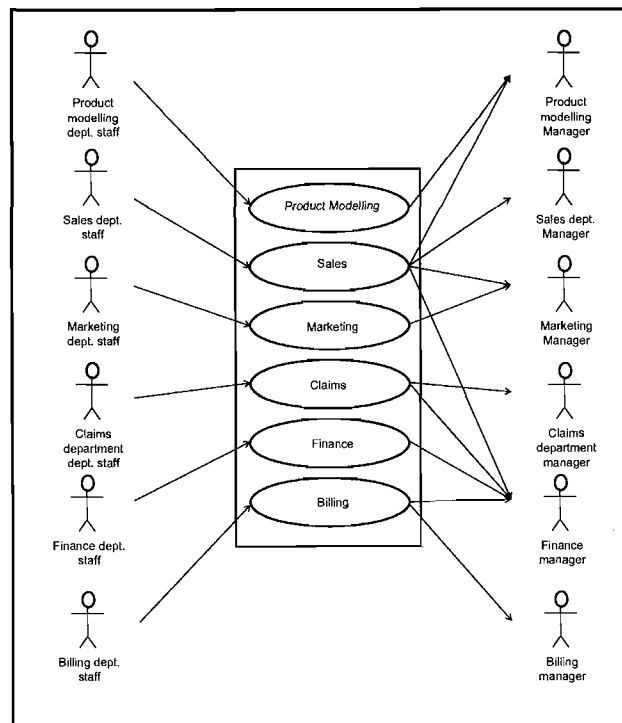 Product
modelling
dept. staff
Sales dept.
staff
Marketing
dept. staff
Claims
department
dept. staff
Finance dept.
staff
Billing dept.
staff
Product Modelling
Sales
Marketing
Claims
Finance
Billing
Product
modelling
Manager
Sales dept.
Manager
Marketing
Manager
Claims
department
manager
Finance
manager
Billing
manager